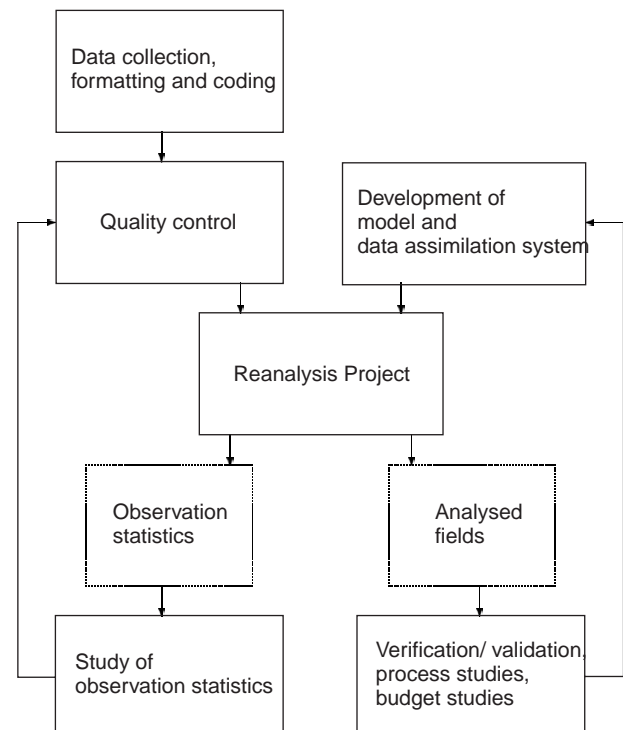 Data collection,
formatting and coding
Quality control
Development of
model and
data assimilation system
Reanalysis Project
Observation
statistics
Analysed
fields
Study of
observation statistics
Verification/ validation,
process studies,
budget studies